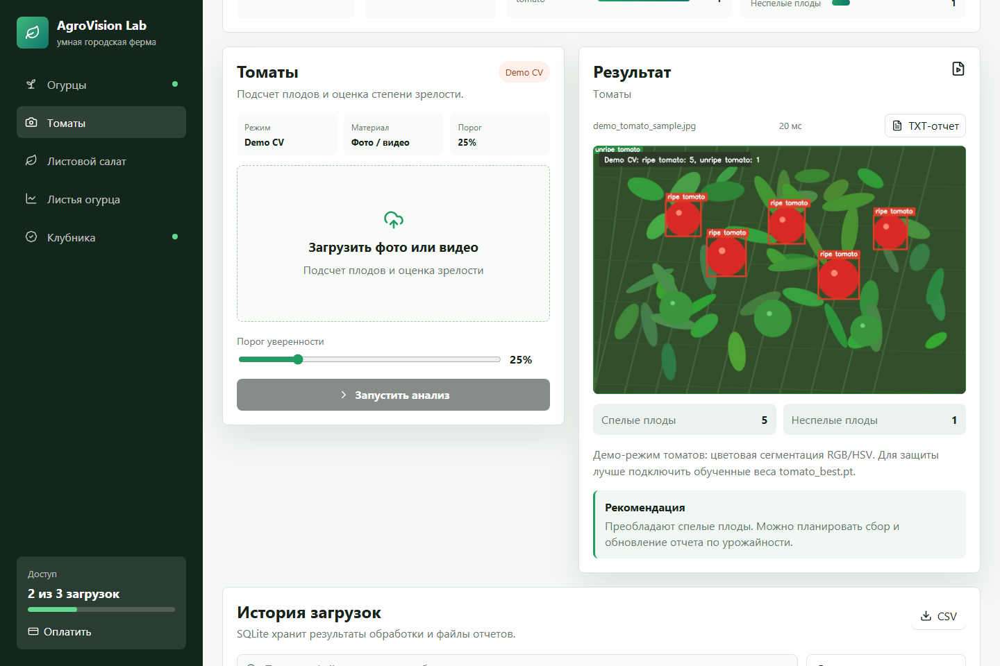 AgroVision Lab
умная городская ферма
Огурцы
Томаты
Листовой салат
Листья огурца
Клубника
Доступ
2 из 3 загрузок
Оплатить
tomato
Неспелые плоды
1
Томаты
Demo CV
Подсчет плодов и оценка степени зрелости.
Режим
Demo CV
Материал
Фото / видео
Порог
25%
Загрузить фото или видео
Подсчет плодов и оценка зрелости
Порог уверенности
25%
Запустить анализ
Результат
Томаты
demo_tomato_sample.jpg
20 мс
TXT-отчет
unripe tomato
Demo CV: ripe tomato: 5, unripe tomato: 1
ripe tomato
ripe tomato
ripe tomato
ripe tomato
ripe tomato
Спелые плоды
5
Неспелые плоды
1
Демо-режим томатов: цветовая сегментация RGB/HSV. Для защиты
лучше подключить обученные веса tomato_best.pt.
Рекомендация
Преобладают спелые плоды. Можно планировать сбор и
обновление отчета по урожайности.
История загрузок
SQLite хранит результаты обработки и файлы отчетов.
CSV